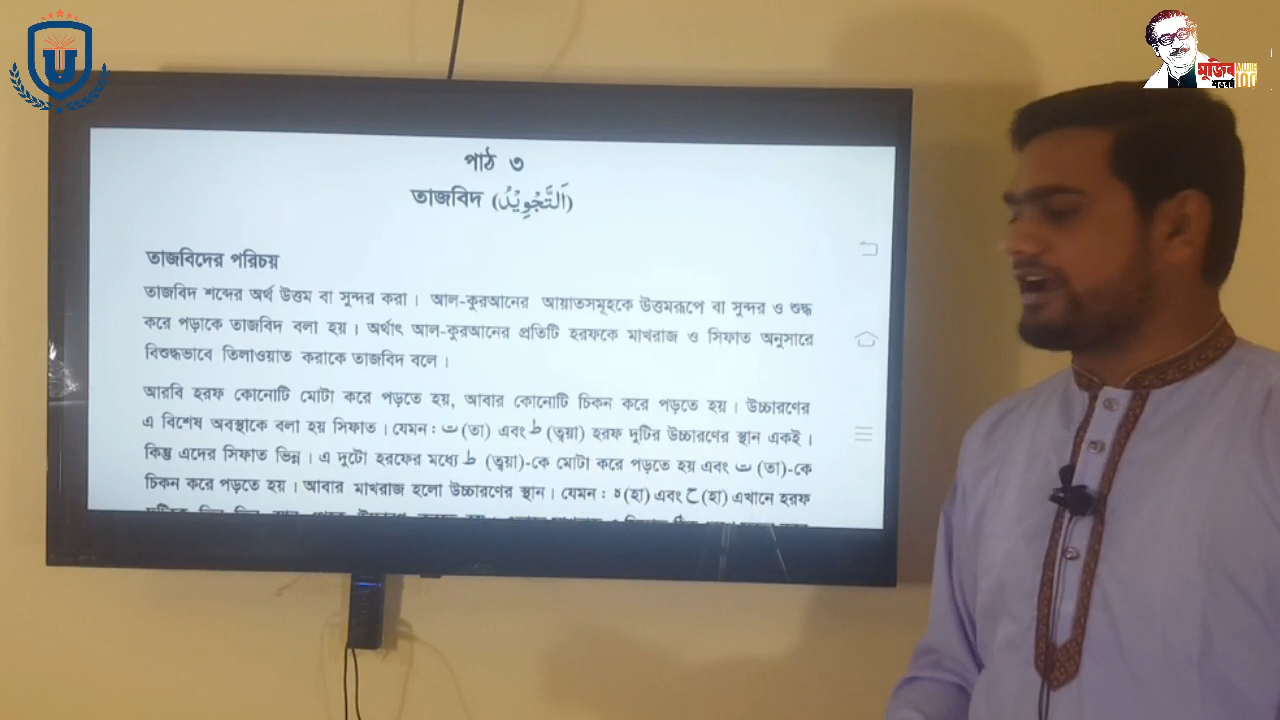 পাঠ ৩
তাজবিদ (اَلتَّجْوِيْدُ)
তাজবিদের পরিচয়
তাজবিদ শব্দের অর্থ উত্তম বা সুন্দর করা। আল-কুরআনের আয়াতসমূহকে উত্তমরূপে বা সুন্দর ও শুদ্ধ
করে পড়াকে তাজবিদ বলা হয়। অর্থাৎ আল-কুরআনের প্রতিটি হরফকে মাখরাজ ও সিফাত অনুসারে
বিশুদ্ধভাবে তিলাওয়াত করাকে তাজবিদ বলে।
আরবি হরফ কোনোটি মোটা করে পড়তে হয়, আবার কোনোটি চিকন করে পড়তে হয়। উচ্চারণের
এ বিশেষ অবস্থাকে বলা হয় সিফাত। যেমন : ت (তা) এবং ط (ত্বয়া) হরফ দুটির উচ্চারণের স্থান একই।
কিন্তু এদের সিফাত ভিন্ন। এ দুটো হরফের মধ্যে ط (ত্বয়া)-কে মোটা করে পড়তে হয় এবং ت (তা)-কে
চিকন করে পড়তে হয়। আবার মাখরাজ হলো উচ্চারণের স্থান। যেমন : ه (হা) এবং ح (হা) এখানে হরফ
U
মুজিব
100